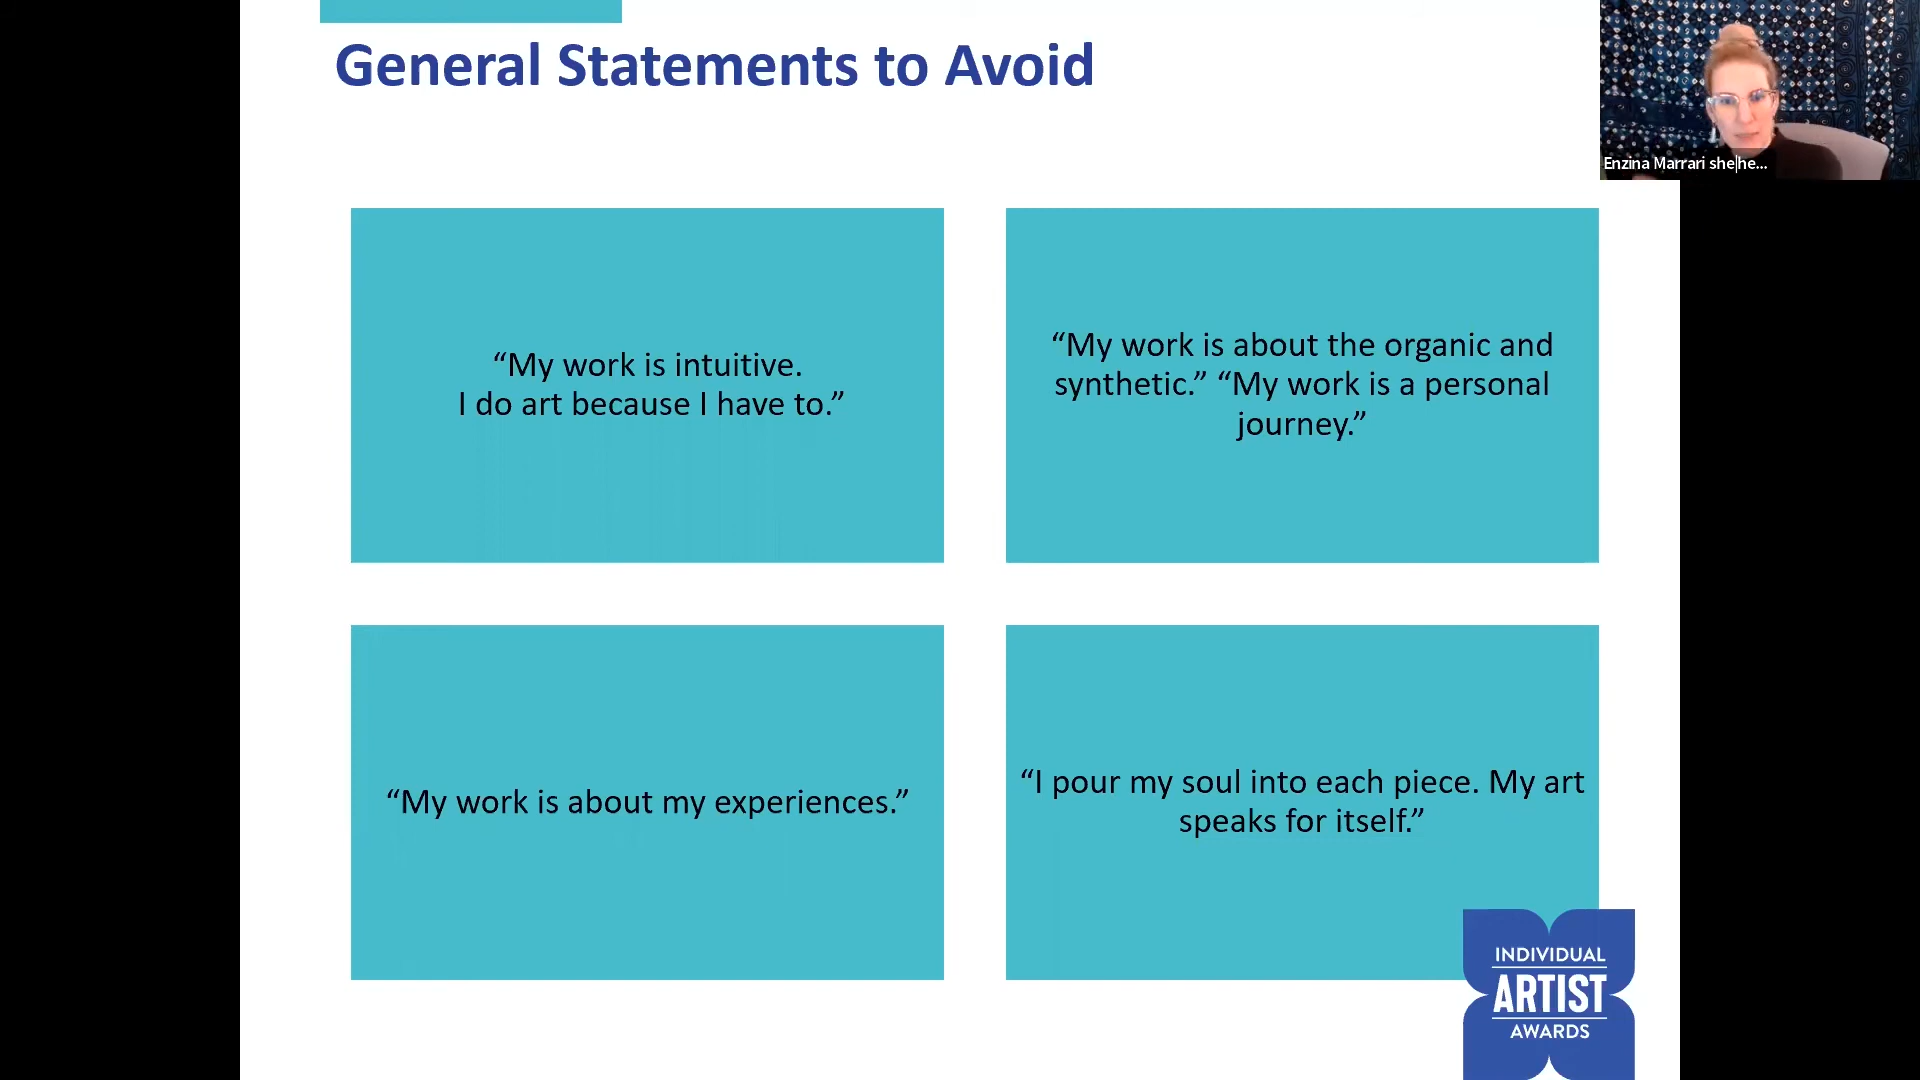 General Statements to Avoid
Enzina Marrari she|he...
“My work is intuitive.
I do art because I have to.”
“My work is about the organic and
synthetic.” “My work is a personal
journey.”
“My work is about my experiences.”
“I pour my soul into each piece. My art
speaks for itself.”
INDIVIDUAL
ARTIST
AWARDS